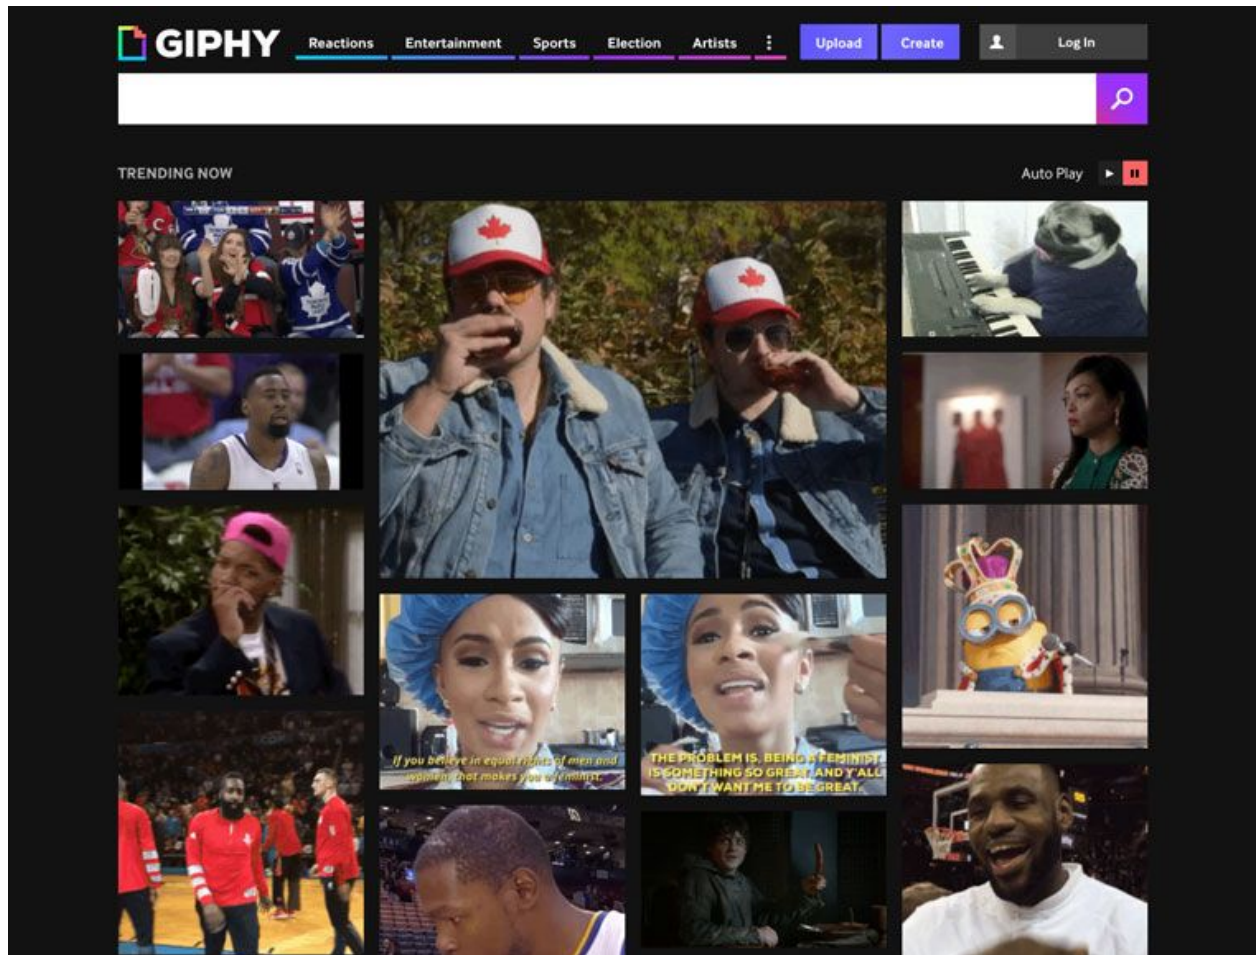 GIPHY
Reactions
Entertainment
Sports
Election
Artists
Upload
Create
Log In
TRENDING NOW
Auto Play
TORONTO
If you believe in equal rights of men and
women, that makes you a feminist.
THE PROBLEM IS, BEING A FEMINIST
IS SOMETHING SO GREAT, AND Y'ALL
DON'T WANT ME TO BE GREAT.